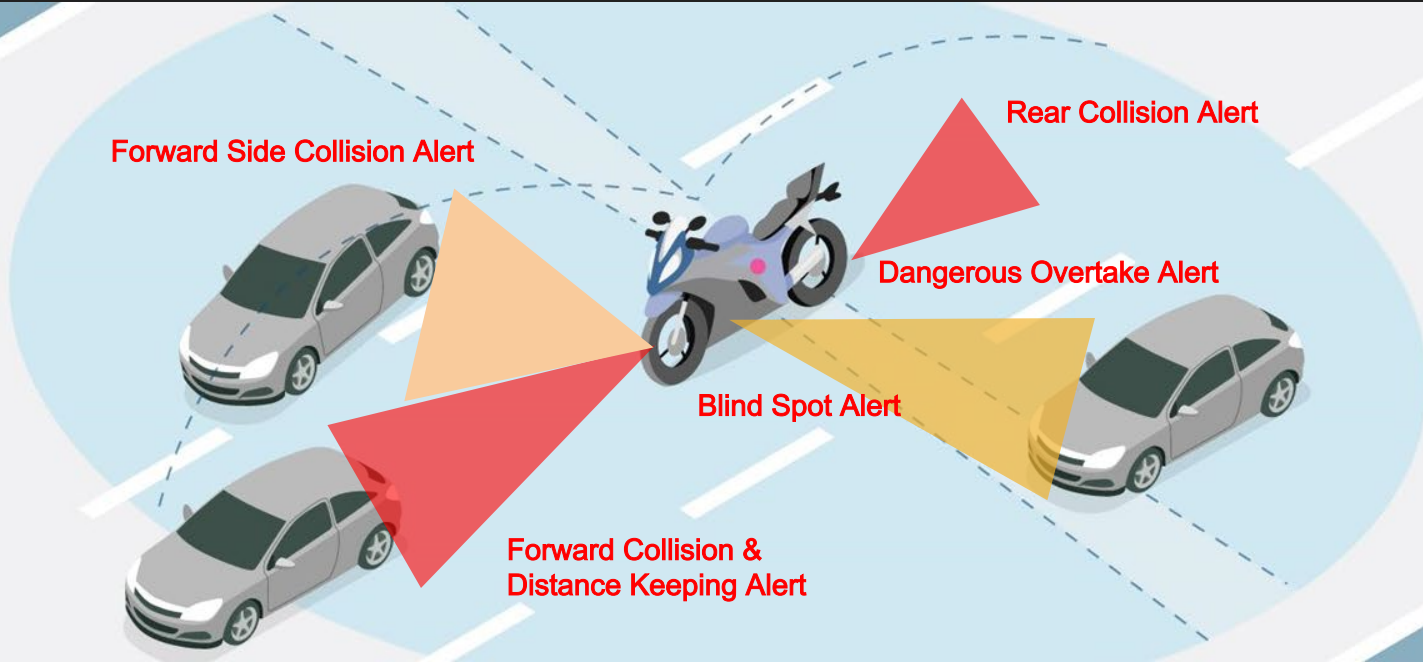 Rear Collision Alert
Forward Side Collision Alert
Dangerous Overtake Alert
Blind Spot Alert
Forward Collision &
Distance Keeping Alert